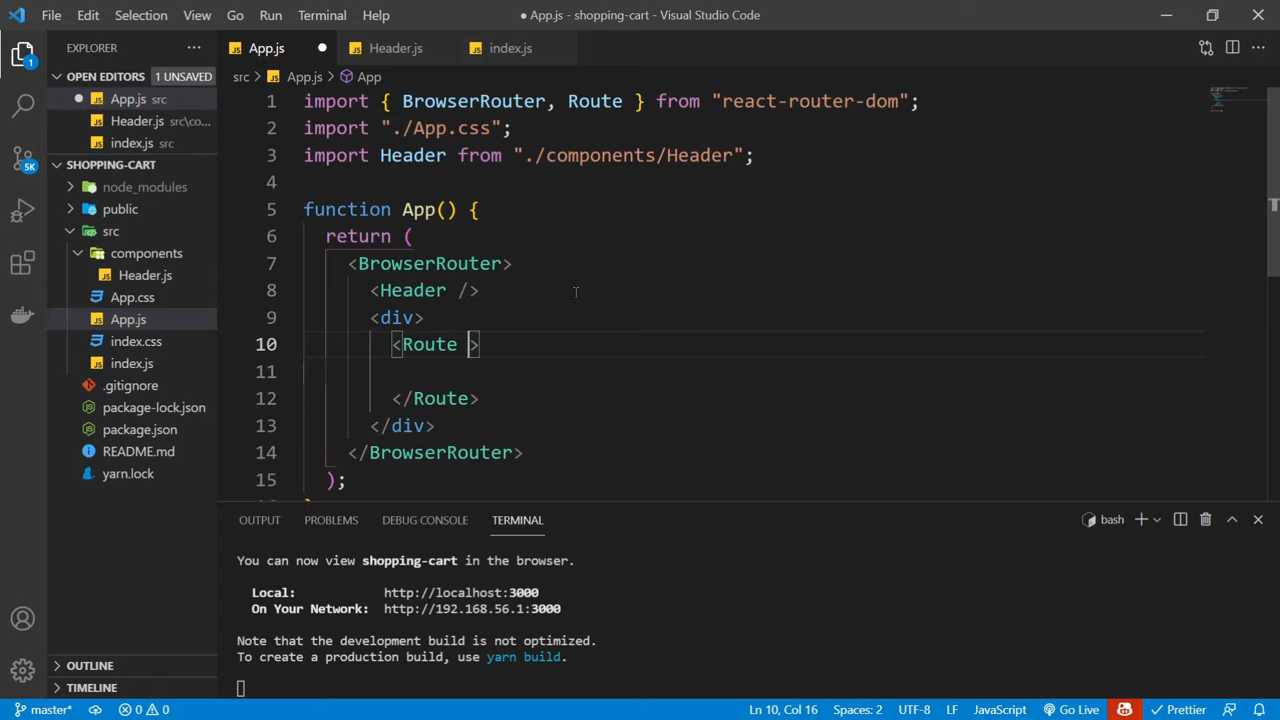 File Edit Selection View Go Run Terminal Help
● App.js - shopping-cart - Visual Studio Code
EXPLORER
OPEN EDITORS 1 UNSAVED
App.js src
Header.js src\co...
index.js src
SHOPPING-CART
node_modules
public
src
components
Header.js
App.css
App.js
index.css
index.js
.gitignore
package-lock.json
package.json
README.md
yarn.lock
OUTLINE
TIMELINE
1
5K
JS App.js JS Header.js JS index.js
src > JS App.js > App
1 import { BrowserRouter, Route } from "react-router-dom";
2 import "./App.css";
3 import Header from "./components/Header";
4
5 function App() {
6 return (
7 <BrowserRouter>
8 <Header />
9 <div>
10 <Route >
11
12 </Route>
13 </div>
14 </BrowserRouter>
15 );
OUTPUT PROBLEMS DEBUG CONSOLE TERMINAL
bash
You can now view shopping-cart in the browser.
Local: http://localhost:3000
On Your Network: http://192.168.56.1:3000
Note that the development build is not optimized.
To create a production build, use yarn build.
master* 0 0 Ln 10, Col 16 Spaces: 2 UTF-8 LF JavaScript Go Live Prettier